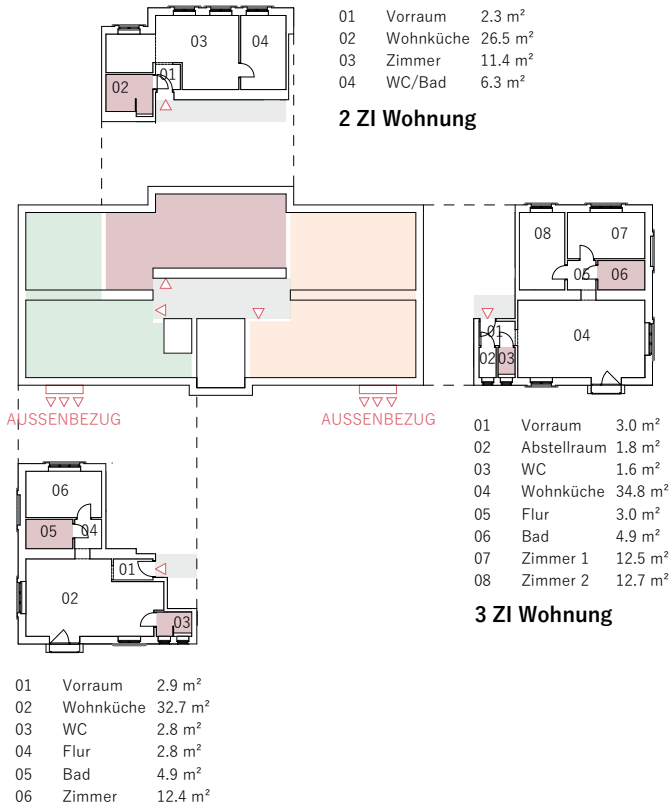 01 Vorraum 2.3 m²
02 Wohnküche 26.5 m²
03 Zimmer 11.4 m²
04 WC/Bad 6.3 m²
2 ZI Wohnung
03
04
01
02
08
07
05
06
04
01
02
03
AUSSENBEZUG
AUSSENBEZUG
01 Vorraum 3.0 m²
02 Abstellraum 1.8 m²
03 WC 1.6 m²
04 Wohnküche 34.8 m²
05 Flur 3.0 m²
06 Bad 4.9 m²
07 Zimmer 1 12.5 m²
08 Zimmer 2 12.7 m²
3 ZI Wohnung
06
05
04
01
02
03
01 Vorraum 2.9 m²
02 Wohnküche 32.7 m²
03 WC 2.8 m²
04 Flur 2.8 m²
05 Bad 4.9 m²
06 Zimmer 12.4 m²